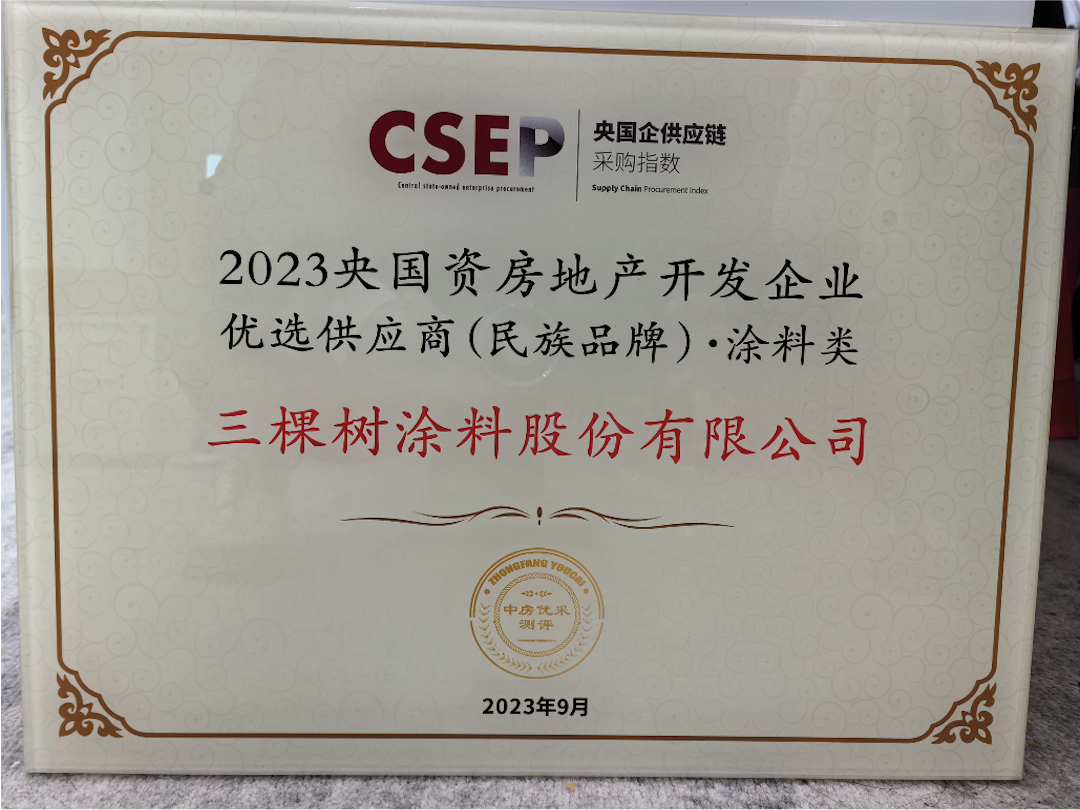 CSEP
Central state-owned enterprise procurement
央国企供应链
采购指数
Supply Chain Procurement Index
2023央国资房地产开发企业
优选供应商(民族品牌)·涂料类
三棵树涂料股份有限公司
ZHONGFANG YOUCAI
中房优采
测评
2023年9月